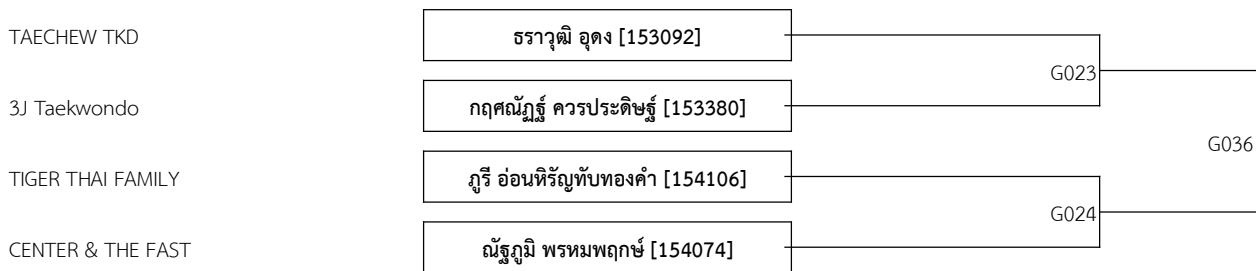 TAECHEW TKD ธราวุฒิ อุดง [153092]
G023
3J Taekwondo กฤศณัฏฐ์ ควรประดิษฐ์ [153380]
G036
TIGER THAI FAMILY ภูรี อ่อนหิรัญทับทองคำ [154106]
G024
CENTER & THE FAST ณัฐภูมิ พรหมพฤกษ์ [154074]